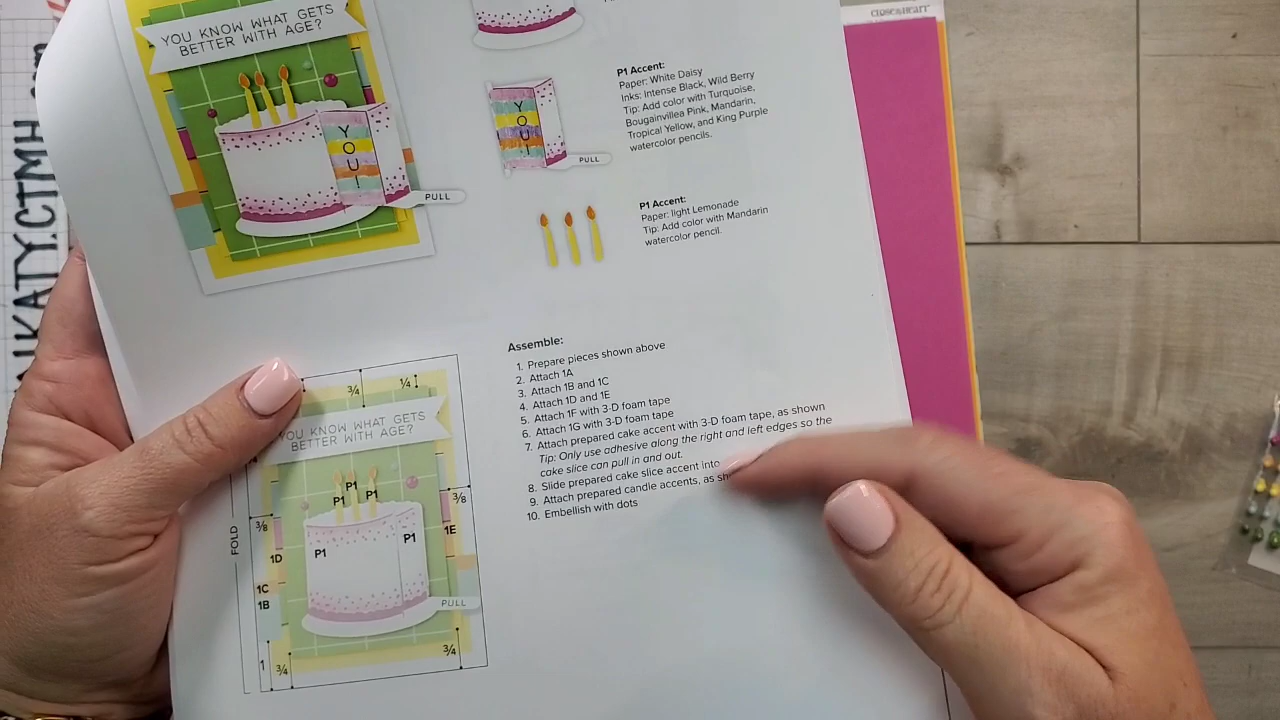 CLOSE TO MY HEART
YOU KNOW WHAT GETS
BETTER WITH AGE?
YOU!
PULL
YOU!
PULL
P1 Accent:
Paper: White Daisy
Inks: Intense Black, Wild Berry
Tip: Add color with Turquoise,
Bougainvillea Pink, Mandarin,
Tropical Yellow, and King Purple
watercolor pencils.
P1 Accent:
Paper: light Lemonade
Tip: Add color with Mandarin
watercolor pencil.
Assemble:
1. Prepare pieces shown above
2. Attach 1A
3. Attach 1B and 1C
4. Attach 1D and 1E
5. Attach 1F with 3-D foam tape
6. Attach 1G with 3-D foam tape
7. Attach prepared cake accent with 3-D foam tape, as shown
Tip: Only use adhesive along the right and left edges so the
cake slice can pull in and out.
8. Slide prepared cake slice accent into
9. Attach prepared candle accents, as
10. Embellish with dots
3/4
1/4
YOU KNOW WHAT GETS
BETTER WITH AGE?
P1
P1
P1
3/8
3/8
FOLD
P1
P1
1D
1E
1C
1B
PULL
1
3/4
3/4
KATY.CTMH